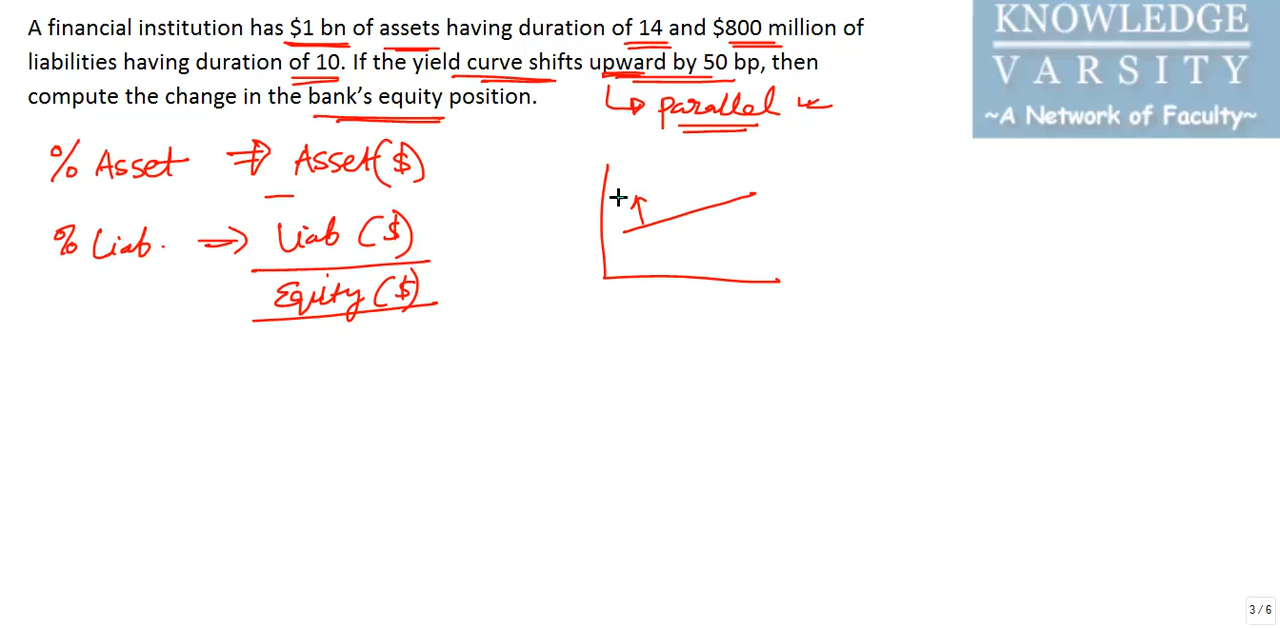 A financial institution has $1 bn of assets having duration of 14 and $800 million of
liabilities having duration of 10. If the yield curve shifts upward by 50 bp, then
compute the change in the bank's equity position.
KNOWLEDGE
VARSITY
~A Network of Faculty~
parallel
% Asset ⇒ Asset($)
% Liab. ⇒ Liab ($)
Equity ($)
3 / 6